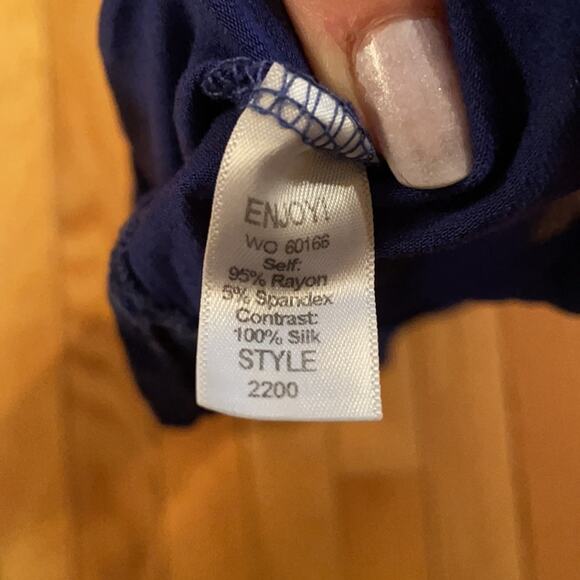 ENJOY!
WO 60166
Self:
95% Rayon
5% Spandex
Contrast:
100% Silk
STYLE
2200